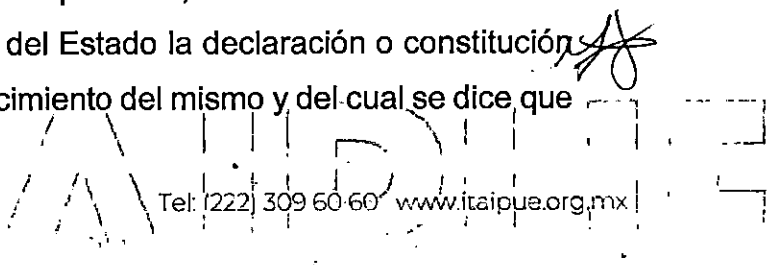 del Estado la declaración o constitución
cimiento del mismo y del cual se dice que
Tel: (222) 309 60 60 www.itaipue.org.mx